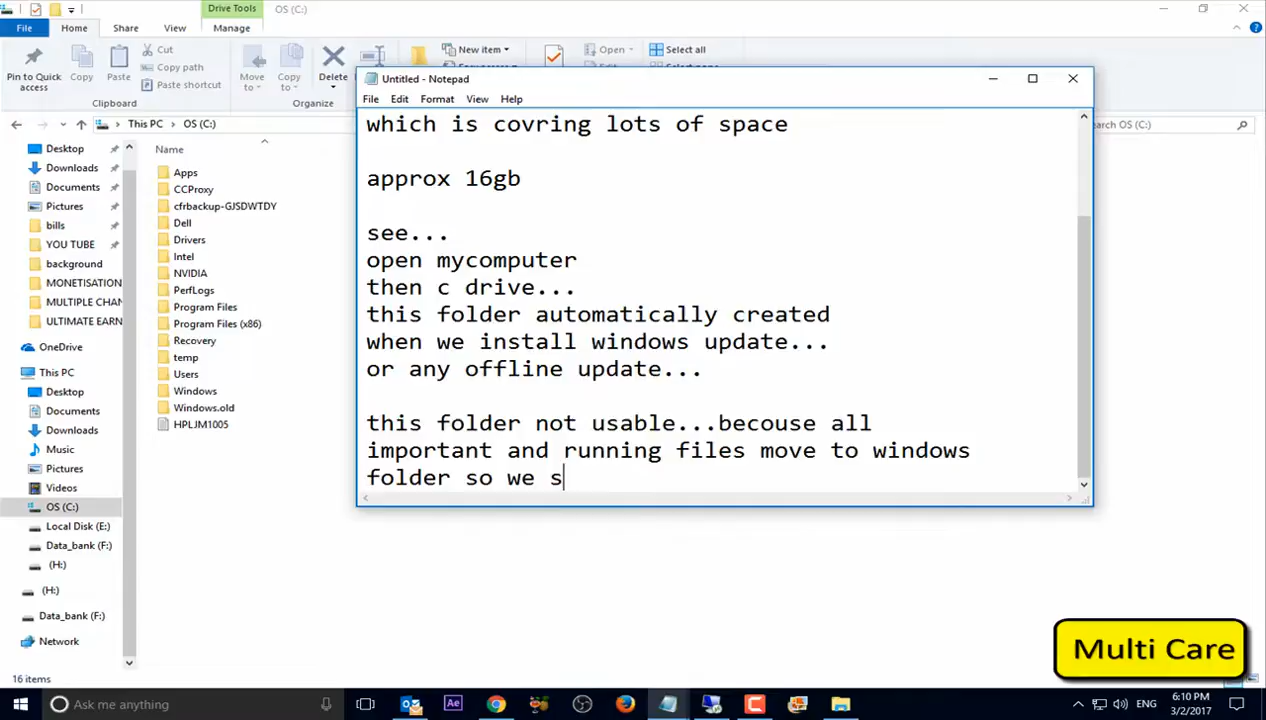 Drive Tools
OS (C:)
File
Home
Share
View
Manage
Pin to Quick access
Copy
Paste
Cut
Copy path
Paste shortcut
Clipboard
Move to
Copy to
Delete
Organize
New item
Open
Select all
This PC
OS (C:)
earch OS (C:)
Untitled - Notepad
File
Edit
Format
View
Help
which is covring lots of space
approx 16gb
see...
open mycomputer
then c drive...
this folder automatically created
when we install windows update...
or any offline update...
this folder not usable...becouse all
important and running files move to windows
folder so we s
Desktop
Downloads
Documents
Pictures
bills
YOU TUBE
background
MONETISATION
MULTIPLE CHAN
ULTIMATE EARN
OneDrive
This PC
Desktop
Documents
Downloads
Music
Pictures
Videos
OS (C:)
Local Disk (E:)
Data_bank (F:)
(H:)
(H:)
Data_bank (F:)
Network
Name
Apps
CCProxy
cfrbackup-GJSDWTDY
Dell
Drivers
Intel
NVIDIA
PerfLogs
Program Files
Program Files (x86)
Recovery
temp
Users
Windows
Windows.old
HPLJM1005
16 items
Multi Care
Ask me anything
Ae
ENG
6:10 PM
3/2/2017